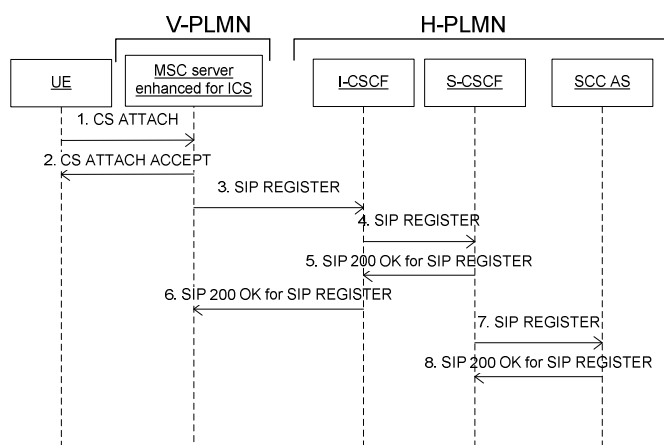 V-PLMN
H-PLMN
UE
MSC server
enhanced for ICS
I-CSCF
S-CSCF
SCC AS
1. CS ATTACH
2. CS ATTACH ACCEPT
3. SIP REGISTER
4. SIP REGISTER
5. SIP 200 OK for SIP REGISTER
6. SIP 200 OK for SIP REGISTER
7. SIP REGISTER
8. SIP 200 OK for SIP REGISTER